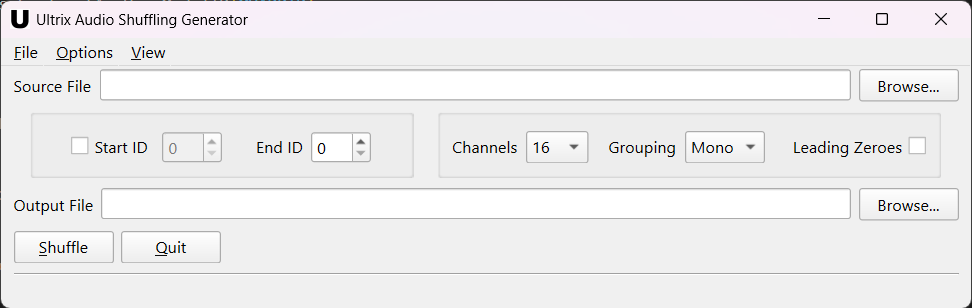 U Ultrix Audio Shuffling Generator
File Options View
Source File Browse...
Start ID 0 End ID 0 Channels 16 Grouping Mono Leading Zeroes
Output File Browse...
Shuffle Quit